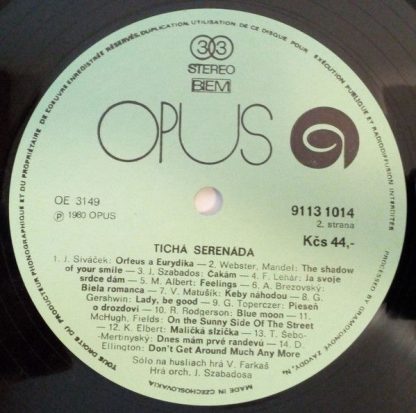 TOUS DROITS DU PRODUCTEUR PHONOGRAPHIQUE ET DU PROPRIETAIRE DE L'OEUVRE ENREGISTREE RÉSERVÉS. DUPLICATION, UTILISATION DE CE DISQUE POUR EXÉCUTION PUBLIQUE ET RADIODIFFUSION INTERDITES
33
STEREO
BIEM
OPUS
OE 3149
℗ 1980 OPUS
9113 1014
2. strana
Kčs 44,-
TICHÁ SERENÁDA
1. J. Siváček: Orfeus a Eurydika — 2. Webster, Mandel: The shadow
of your smile — 3. J. Szabados: Čakám — 4. F. Lehár: Ja svoje
srdce dám — 5. M. Albert: Feelings — 6. A. Brezovský:
Biela romanca — 7. V. Matušík: Keby náhodou — 8. G.
Gershwin: Lady, be good — 9. G. Toperczer: Pieseň
o drozdovi — 10. R. Rodgerson: Blue moon — 11.
McHugh, Fields: On the Sunny Side Of The Street
— 12. K. Elbert: Maličká slzička — 13. T. Šebo-
-Martinský: Dnes mám prvé randevú — 14. D.
Ellington: Don't Get Around Much Any More
Sólo na husliach hrá V. Farkaš
Hrá orch. J. Szabadosa
MADE IN CZECHOSLOVAKIA
PROCESSED BY GRAMOFONOVÉ ZÁVODY, N.